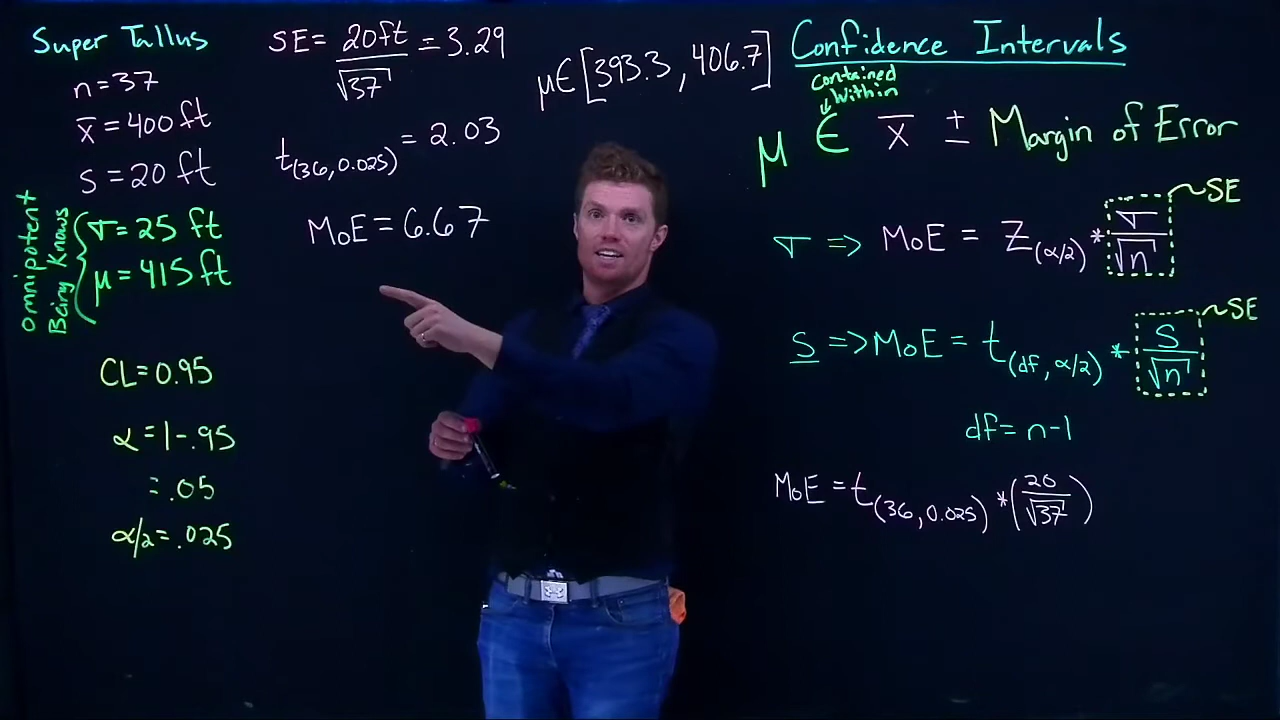 Super Tallus
n=37
x̄ = 400 ft
s = 20 ft
Omnipotent
Being Knows
σ = 25 ft
μ = 415 ft
CL = 0.95
α = 1-.95
= .05
α/2 = .025
SE = 20ft/√37 = 3.29
t(36, 0.025) = 2.03
MoE = 6.67
μ∈[393.3, 406.7]
Confidence Intervals
contained
within
μ ∈ x̄ ± Margin of Error
σ => MoE = Z(α/2) * σ/√n ~SE
s => MoE = t(df, α/2) * s/√n ~SE
df = n-1
MoE = t(36, 0.025) * (20/√37)